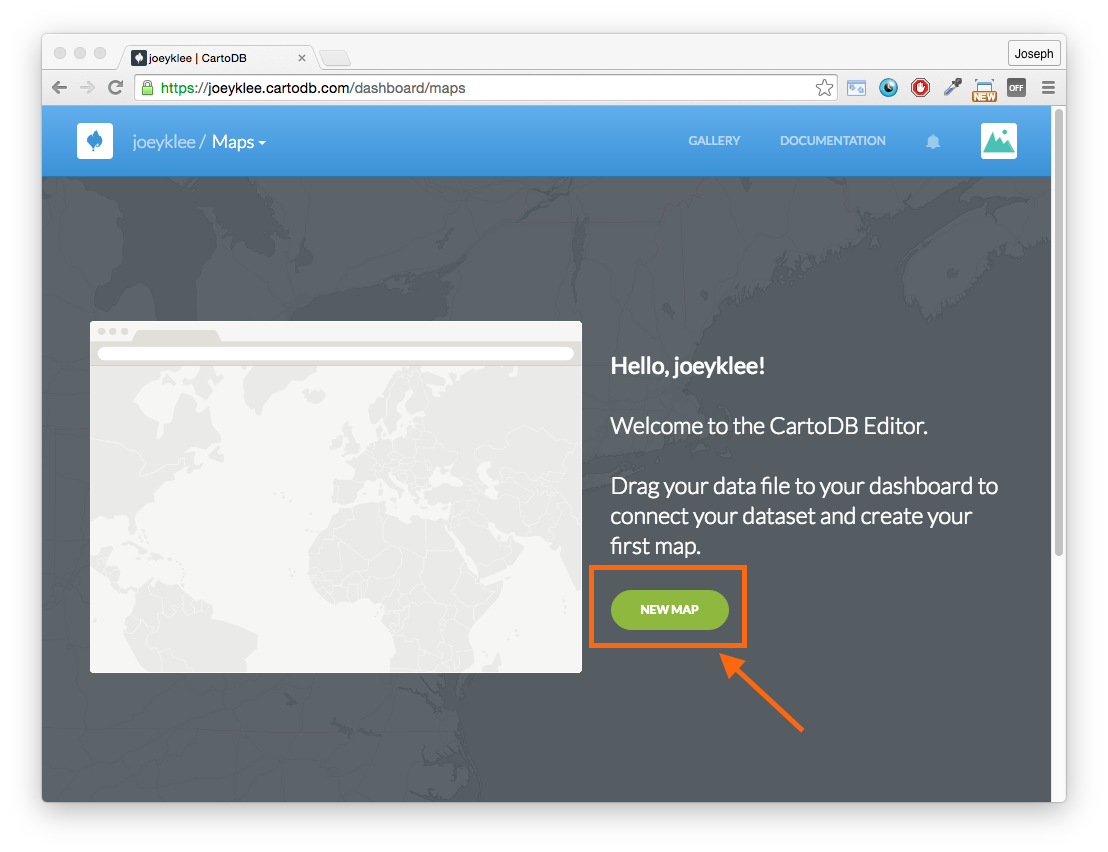 joeyklee | CartoDB
Joseph
https://joeyklee.cartodb.com/dashboard/maps
NEW
OFF
joeyklee / Maps
GALLERY
DOCUMENTATION
Hello, joeyklee!
Welcome to the CartoDB Editor.
Drag your data file to your dashboard to
connect your dataset and create your
first map.
NEW MAP